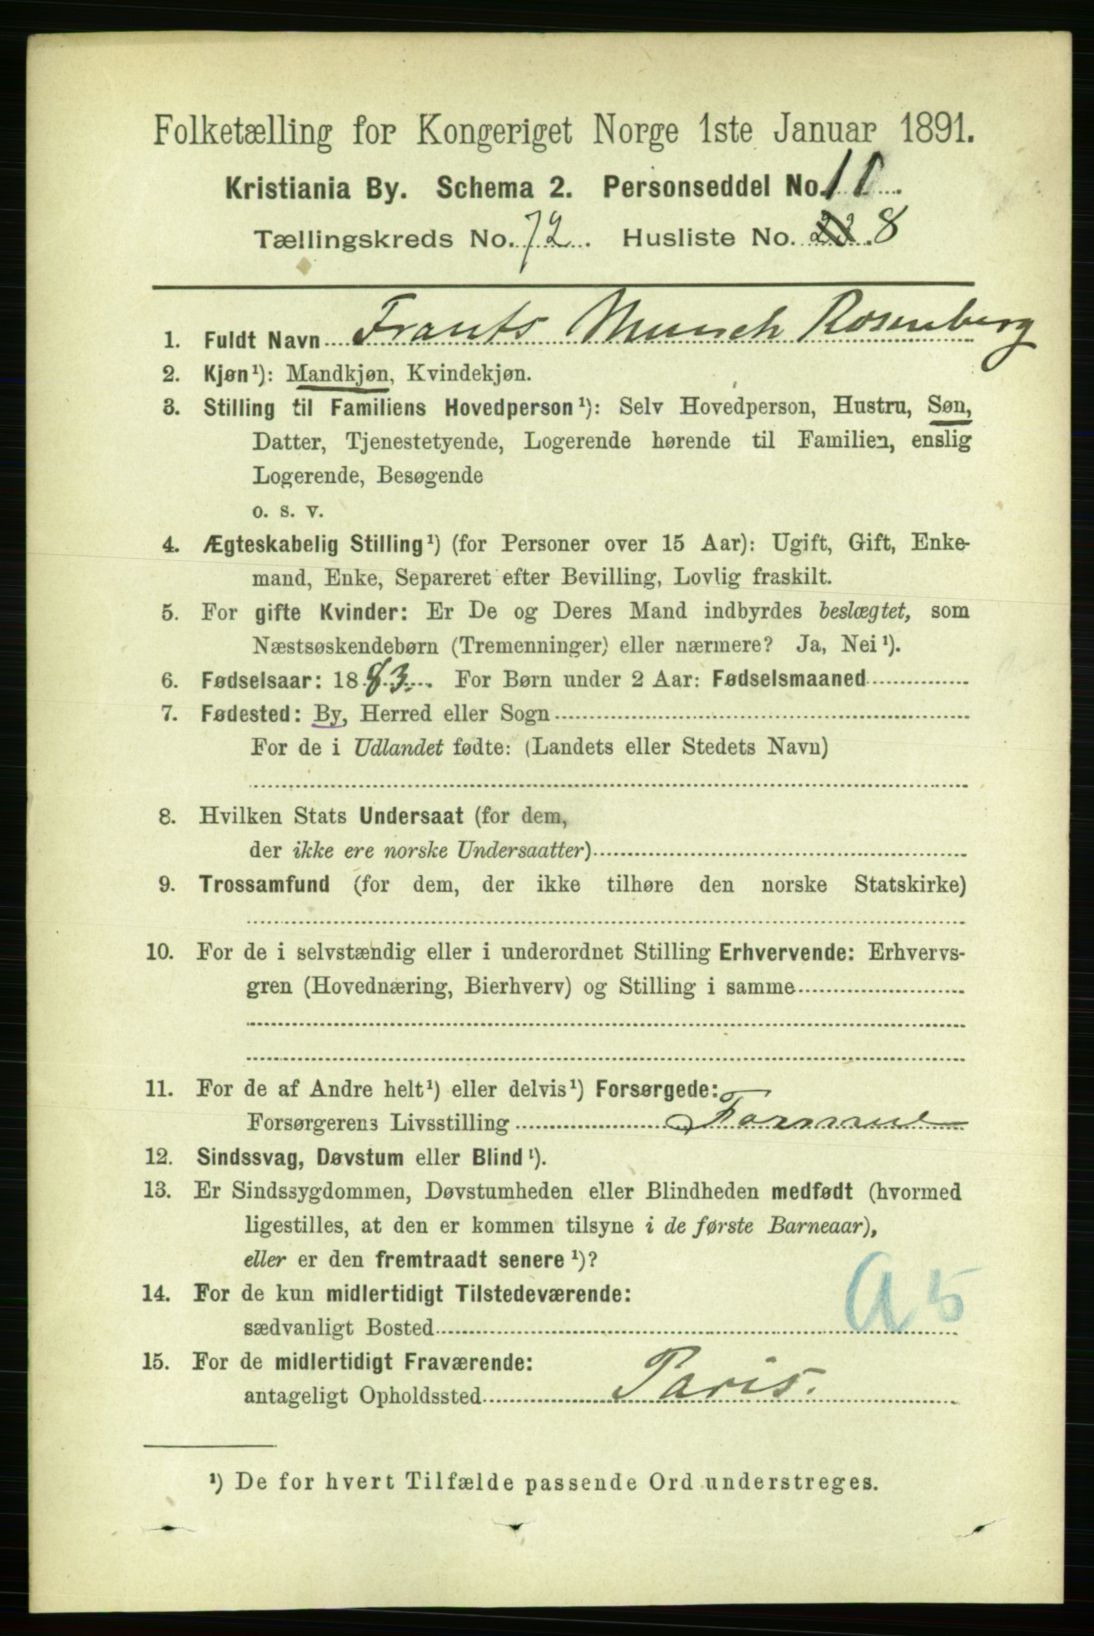 Folketælling for Kongeriget Norge 1ste Januar 1891.
Kristiania By. Schema 2. Personseddel No. 11
Tællingskreds No. 72. Husliste No. 22 8
1. Fuldt Navn Frants Munch Rosenberg
2. Kjøn¹): Mandkjøn, Kvindekjøn.
3. Stilling til Familiens Hovedperson¹): Selv Hovedperson, Hustru, Søn,
Datter, Tjenestetyende, Logerende hørende til Familien, enslig
Logerende, Besøgende
o. s. v.
4. Ægteskabelig Stilling¹) (for Personer over 15 Aar): Ugift, Gift, Enke-
mand, Enke, Separeret efter Bevilling, Lovlig fraskilt.
5. For gifte Kvinder: Er De og Deres Mand indbyrdes beslægtet, som
Næstsøskendebørn (Tremenninger) eller nærmere? Ja, Nei¹).
6. Fødselsaar: 1883. For Børn under 2 Aar: Fødselsmaaned
7. Fødested: By, Herred eller Sogn
For de i Udlandet fødte: (Landets eller Stedets Navn)
8. Hvilken Stats Undersaat (for dem,
der ikke ere norske Undersaatter)
9. Trossamfund (for dem, der ikke tilhøre den norske Statskirke)
10. For de i selvstændig eller i underordnet Stilling Erhvervende: Erhvervs-
gren (Hovednæring, Bierhverv) og Stilling i samme
11. For de af Andre helt¹) eller delvis¹) Forsørgede:
Forsørgerens Livsstilling Formue
12. Sindssvag, Døvstum eller Blind¹).
13. Er Sindssygdommen, Døvstumheden eller Blindheden medfødt (hvormed
ligestilles, at den er kommen tilsyne i de første Barneaar),
eller er den fremtraadt senere¹)?
14. For de kun midlertidigt Tilstedeværende:
sædvanligt Bosted
A 5
15. For de midlertidigt Fraværende:
antageligt Opholdssted Paris.
¹) De for hvert Tilfælde passende Ord understreges.